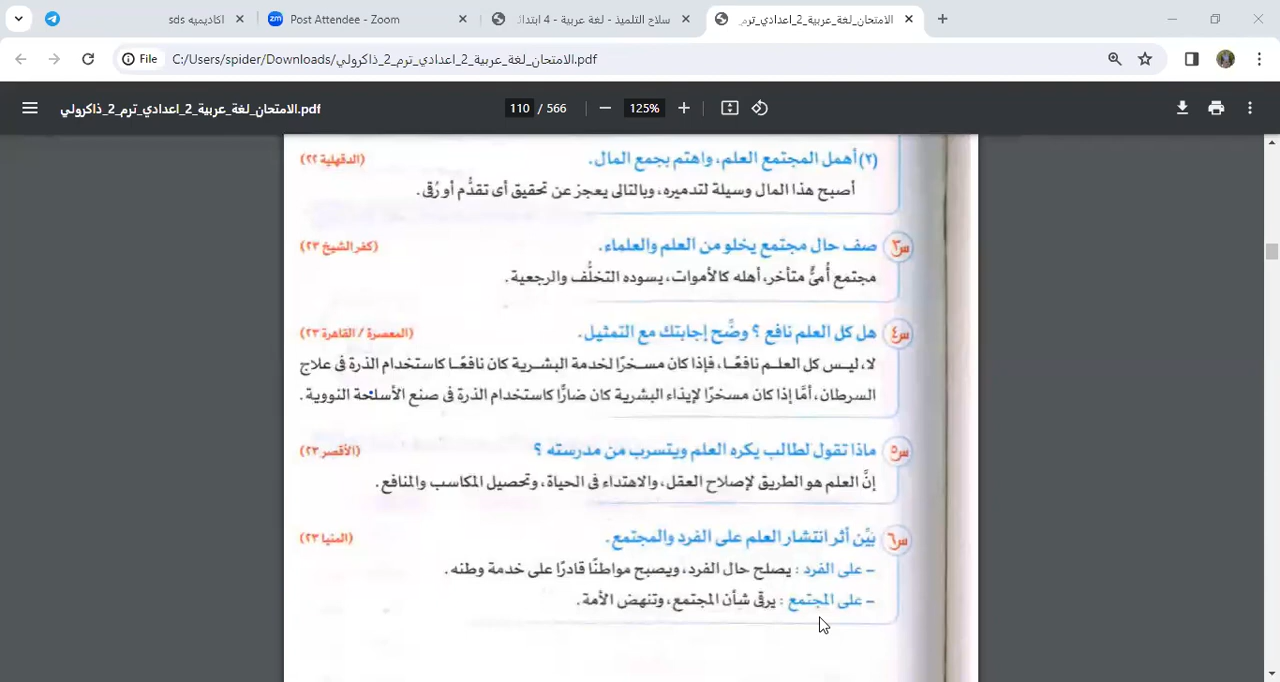 اكاديميه sds
Post Attendee - Zoom
سلاح التلميذ - لغة عربية - 4 ابتدائ
الامتحان_لغة_عربية_2_اعدادي_ترم_
File C:/Users/spider/Downloads/الامتحان_لغة_عربية_2_اعدادي_ترم_2_ذاكرولي.pdf
الامتحان_لغة_عربية_2_اعدادي_ترم_2_ذاكرولي.pdf
110 / 566
125%
(٢) أهمل المجتمع العلم، واهتم بجمع المال. (الدقهلية ٢٢)
أصبح هذا المال وسيلة لتدميره، وبالتالى يعجز عن تحقيق أى تقدُّم أو رُقى.
س٣ صف حال مجتمع يخلو من العلم والعلماء. (كفر الشيخ ٢٣)
مجتمع أُمىٌّ متأخر، أهله كالأموات، يسوده التخلُّف والرجعية.
س٤ هل كل العلم نافع ؟ وضِّح إجابتك مع التمثيل. (المعصرة / القاهرة ٢٣)
لا، ليس كل العلم نافعًا، فإذا كان مسخرًا لخدمة البشرية كان نافعًا كاستخدام الذرة فى علاج
السرطان، أمَّا إذا كان مسخرًا لإيذاء البشرية كان ضارًّا كاستخدام الذرة فى صنع الأسلحة النووية.
س٥ ماذا تقول لطالب يكره العلم ويتسرب من مدرسته ؟ (الأقصر ٢٣)
إنَّ العلم هو الطريق لإصلاح العقل، والاهتداء فى الحياة، وتحصيل المكاسب والمنافع.
س٦ بيِّن أثر انتشار العلم على الفرد والمجتمع. (المنيا ٢٣)
- على الفرد : يصلح حال الفرد، ويصبح مواطنًا قادرًا على خدمة وطنه.
- على المجتمع : يرقى شأن المجتمع، وتنهض الأمة.